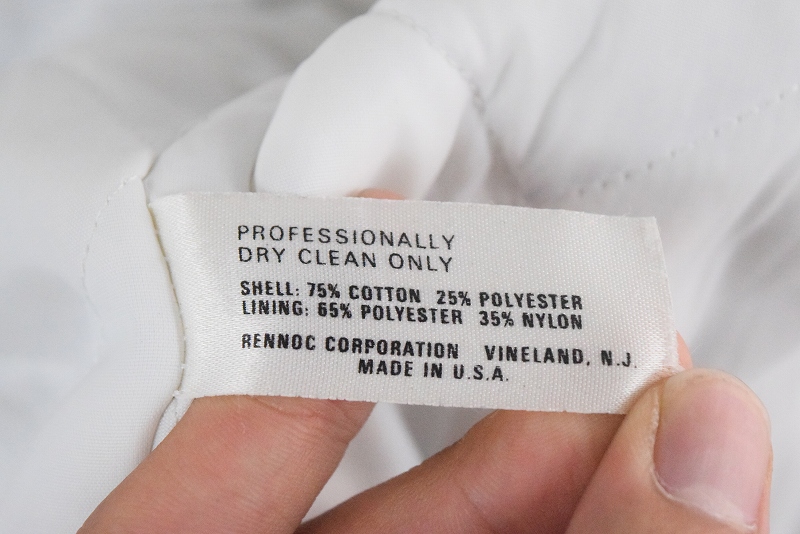 PROFESSIONALLY
DRY CLEAN ONLY
SHELL: 75% COTTON 25% POLYESTER
LINING: 65% POLYESTER 35% NYLON
RENNOC CORPORATION VINELAND, N.J.
MADE IN U.S.A.